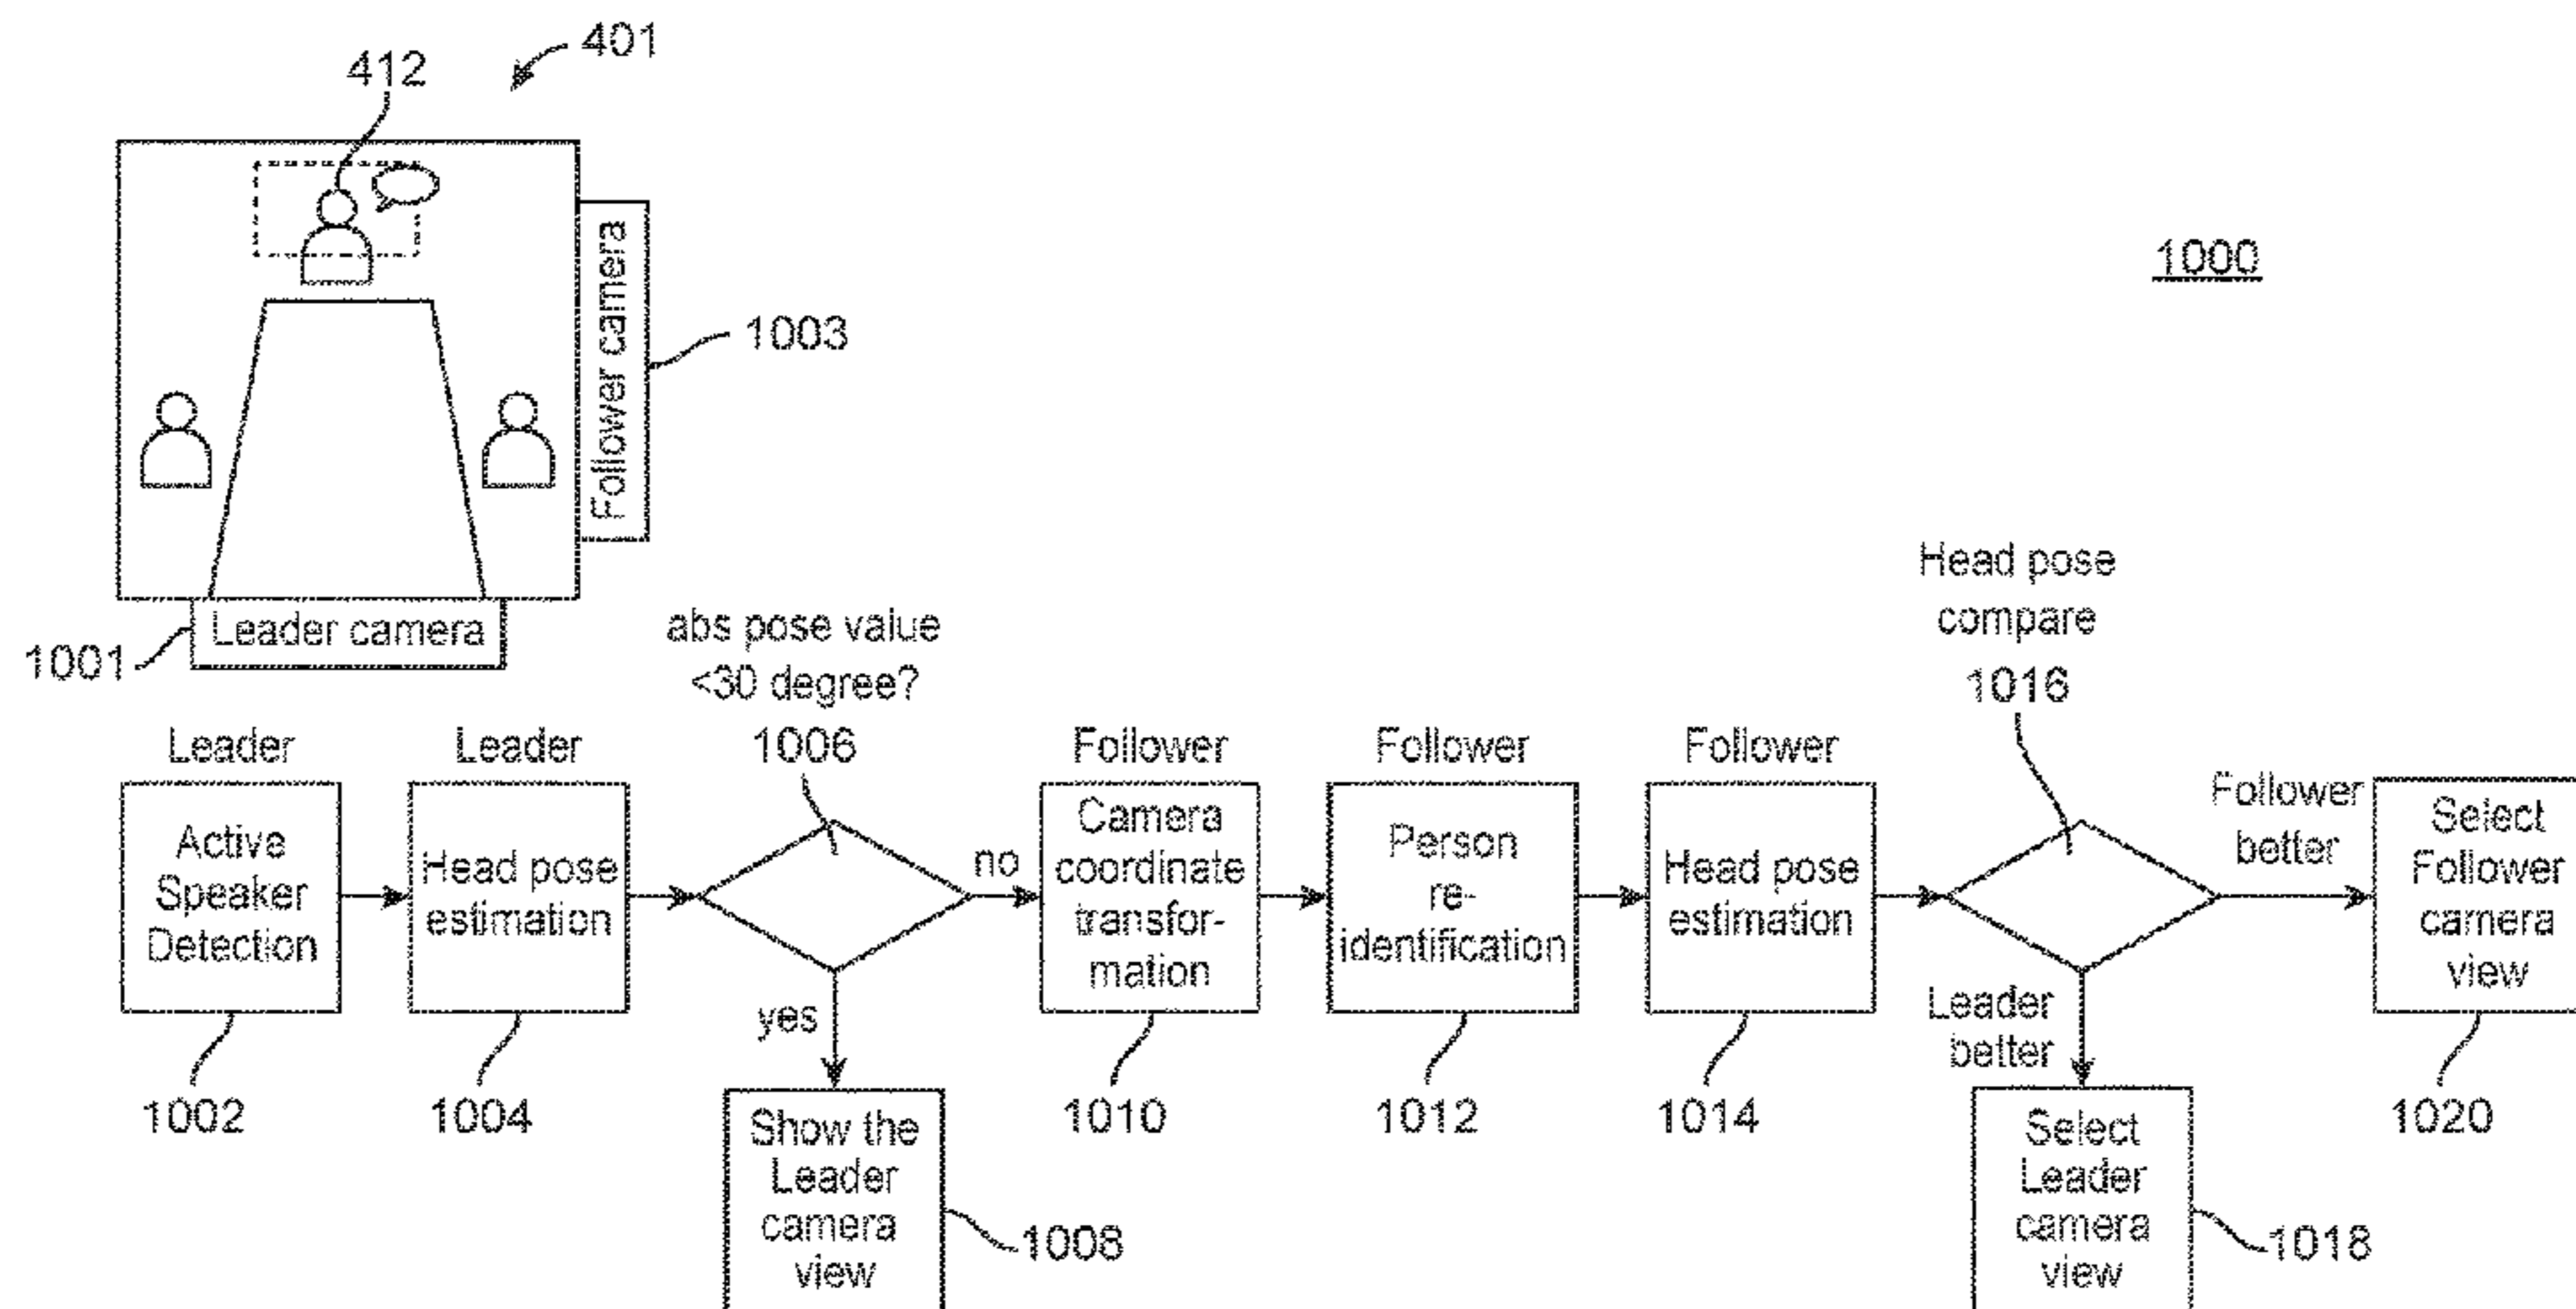 401
412
1000
Follower camera
1003
Leader camera
1001
abs pose value
<30 degree?
1006
Head pose
compare
1016
Leader
Active
Speaker
Detection
1002
Leader
Head pose
estimation
1004
no
yes
Show the
Leader
camera
view
1008
Follower
Camera
coordinate
transfor-
mation
1010
Follower
Person
re-
identification
1012
Follower
Head pose
estimation
1014
Follower
better
Select
Follower
camera
view
1020
Leader
better
Select
Leader
camera
view
1018